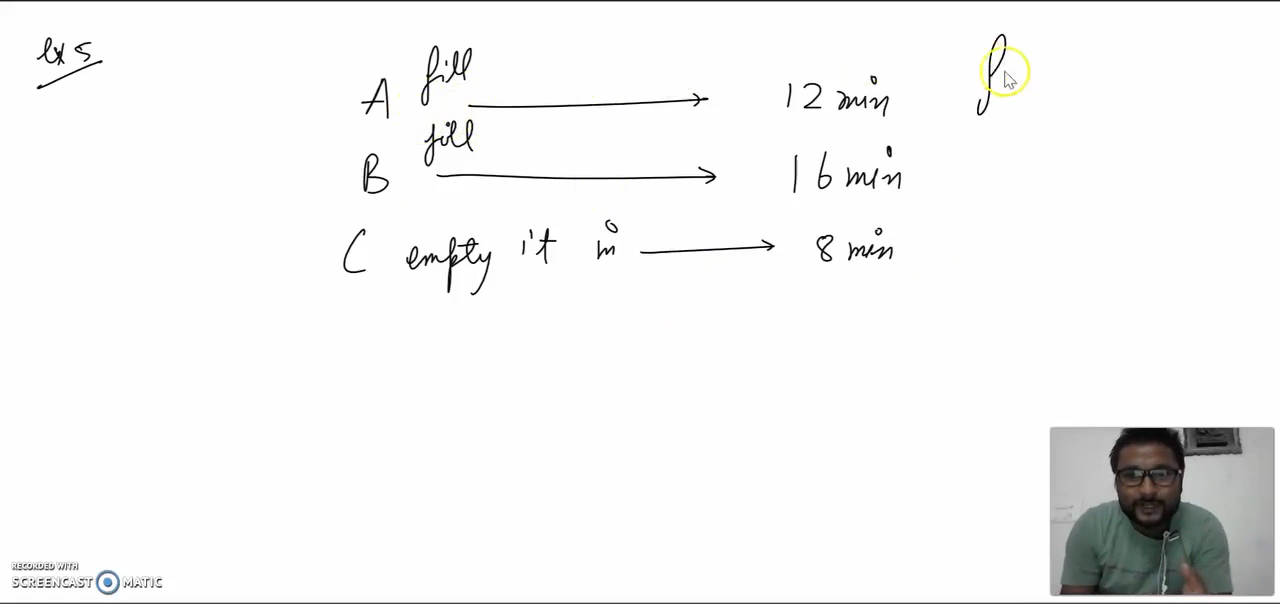 ex 5
A fill → 12 min
B fill → 16 min
C empty it in → 8 min
RECORDED WITH
SCREENCAST MATIC